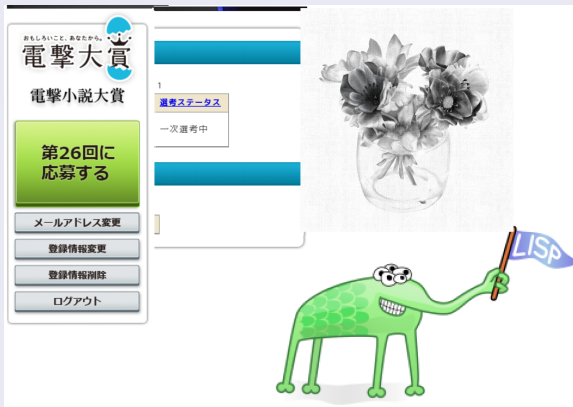 おもしろいこと、あなたから。
電撃大賞
電撃小説大賞
第26回に
応募する
メールアドレス変更
登録情報変更
登録情報削除
ログアウト
1
選考ステータス
一次選考中
LISP